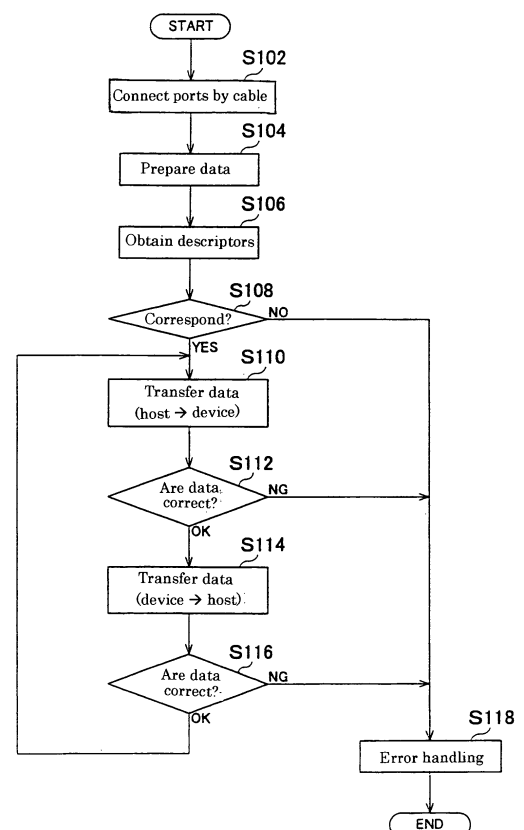 START
S102
Connect ports by cable
S104
Prepare data
S106
Obtain descriptors
S108
Correspond?
NO
YES
S110
Transfer data
(host → device)
S112
Are data
correct?
NG
OK
S114
Transfer data
(device → host)
S116
Are data
correct?
NG
OK
S118
Error handling
END